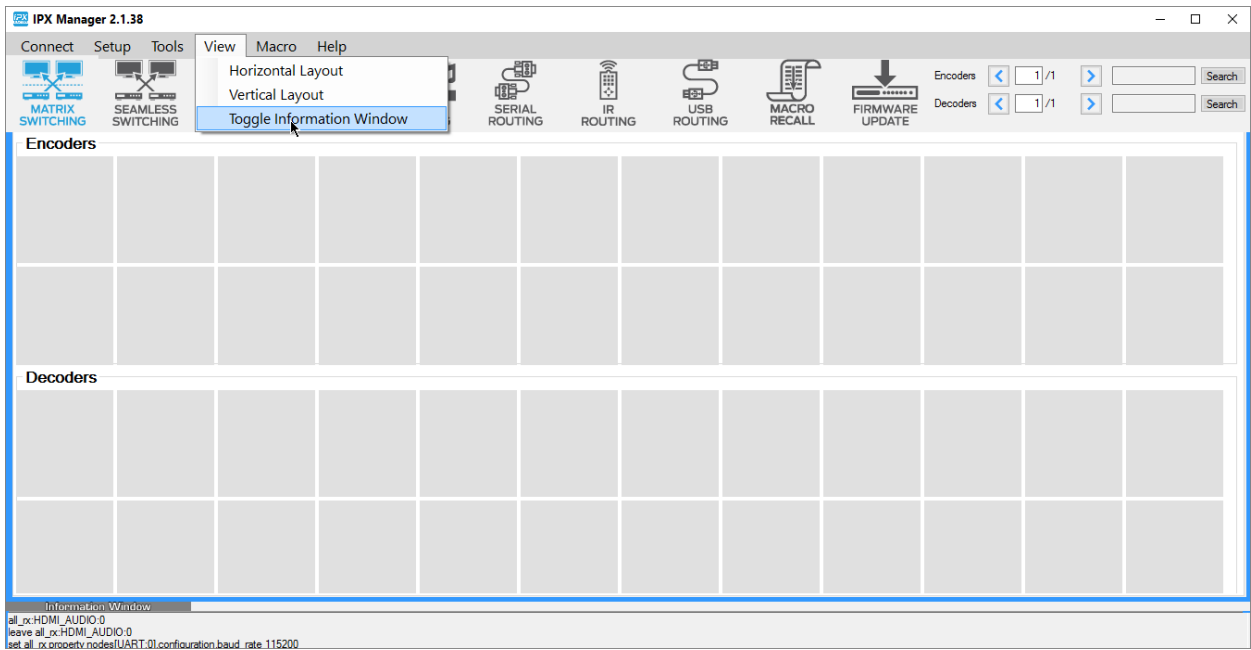 IPX Manager 2.1.38
Connect Setup Tools View Macro Help
Horizontal Layout
Vertical Layout
Toggle Information Window
MATRIX
SWITCHING
SEAMLESS
SWITCHING
SERIAL
ROUTING
IR
ROUTING
USB
ROUTING
MACRO
RECALL
FIRMWARE
UPDATE
Encoders 1 /1 Search
Decoders 1 /1 Search
Encoders
Decoders
Information Window
all_rx:HDMI_AUDIO:0
leave all_rx:HDMI_AUDIO:0
set all_rx property nodes[UART:0].configuration.baud_rate 115200